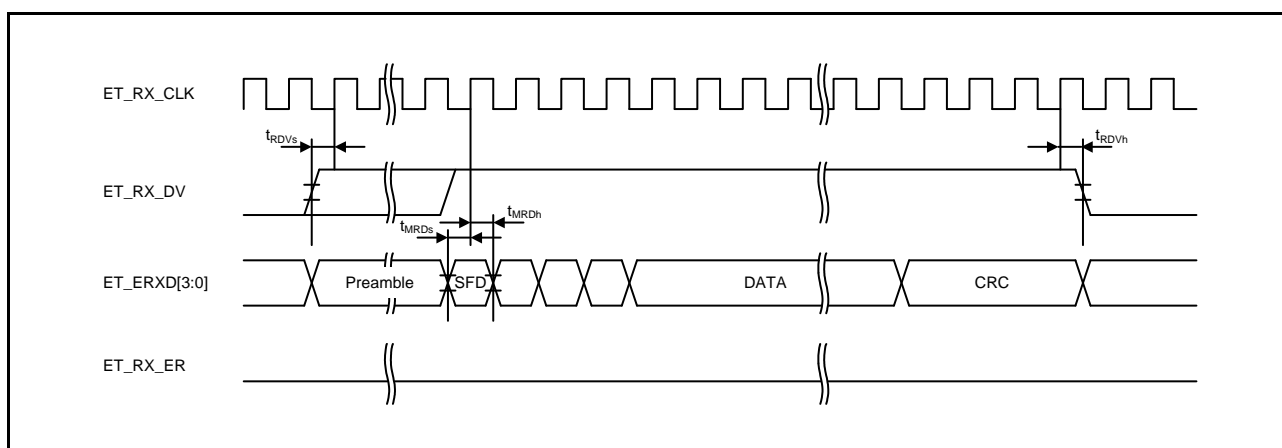 ET_RX_CLK
tRDVs
tRDVh
ET_RX_DV
tMRDh
tMRDs
ET_ERXD[3:0]
Preamble
SFD
DATA
CRC
ET_RX_ER